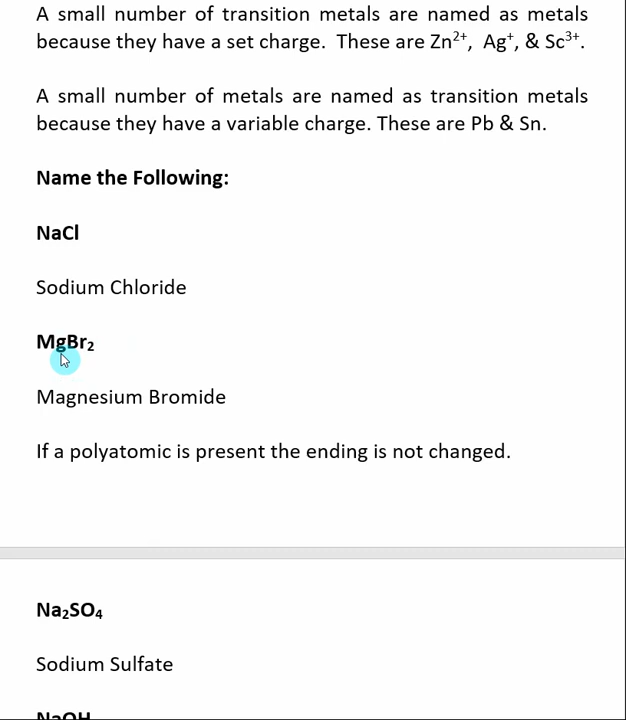 A small number of transition metals are named as metals
because they have a set charge. These are Zn²⁺, Ag⁺, & Sc³⁺.
A small number of metals are named as transition metals
because they have a variable charge. These are Pb & Sn.
Name the Following:
NaCl
Sodium Chloride
MgBr₂
Magnesium Bromide
If a polyatomic is present the ending is not changed.
Na₂SO₄
Sodium Sulfate
NaOH